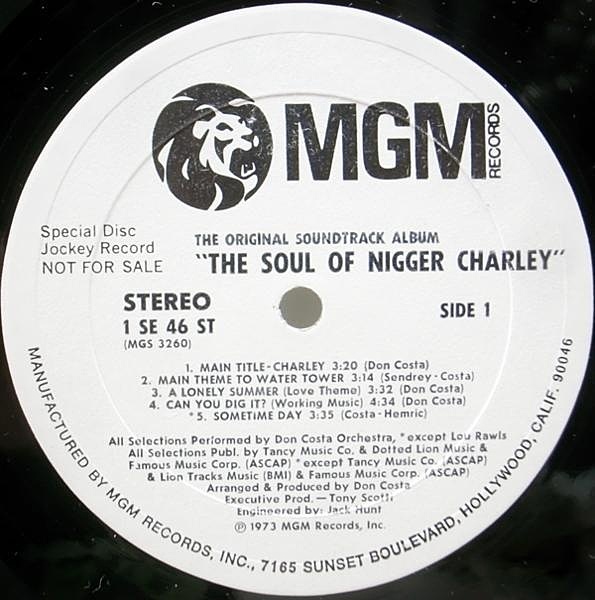 MGM RECORDS
Special Disc
Jockey Record
NOT FOR SALE
THE ORIGINAL SOUNDTRACK ALBUM
"THE SOUL OF NIGGER CHARLEY"
STEREO
1 SE 46 ST
(MGS 3260)
SIDE 1
1. MAIN TITLE-CHARLEY 3:20 (Don Costa)
2. MAIN THEME TO WATER TOWER 3:14 (Sendrey-Costa)
3. A LONELY SUMMER (Love Theme) 3:32 (Don Costa)
4. CAN YOU DIG IT? (Working Music) 4:34 (Don Costa)
*5. SOMETIME DAY 3:35 (Costa-Hemric)
All Selections Performed by Don Costa Orchestra, *except Lou Rawls
All Selections Publ. by Tancy Music Co. & Dotted Lion Music &
Famous Music Corp. (ASCAP) *except Tancy Music Co. (ASCAP)
& Lion Tracks Music (BMI) & Famous Music Corp. (ASCAP)
Arranged & Produced by Don Costa
Executive Prod. — Tony Scotti
Engineered by: Jack Hunt
℗ 1973 MGM Records, Inc.
MANUFACTURED BY MGM RECORDS, INC., 7165 SUNSET BOULEVARD, HOLLYWOOD, CALIF. 90046